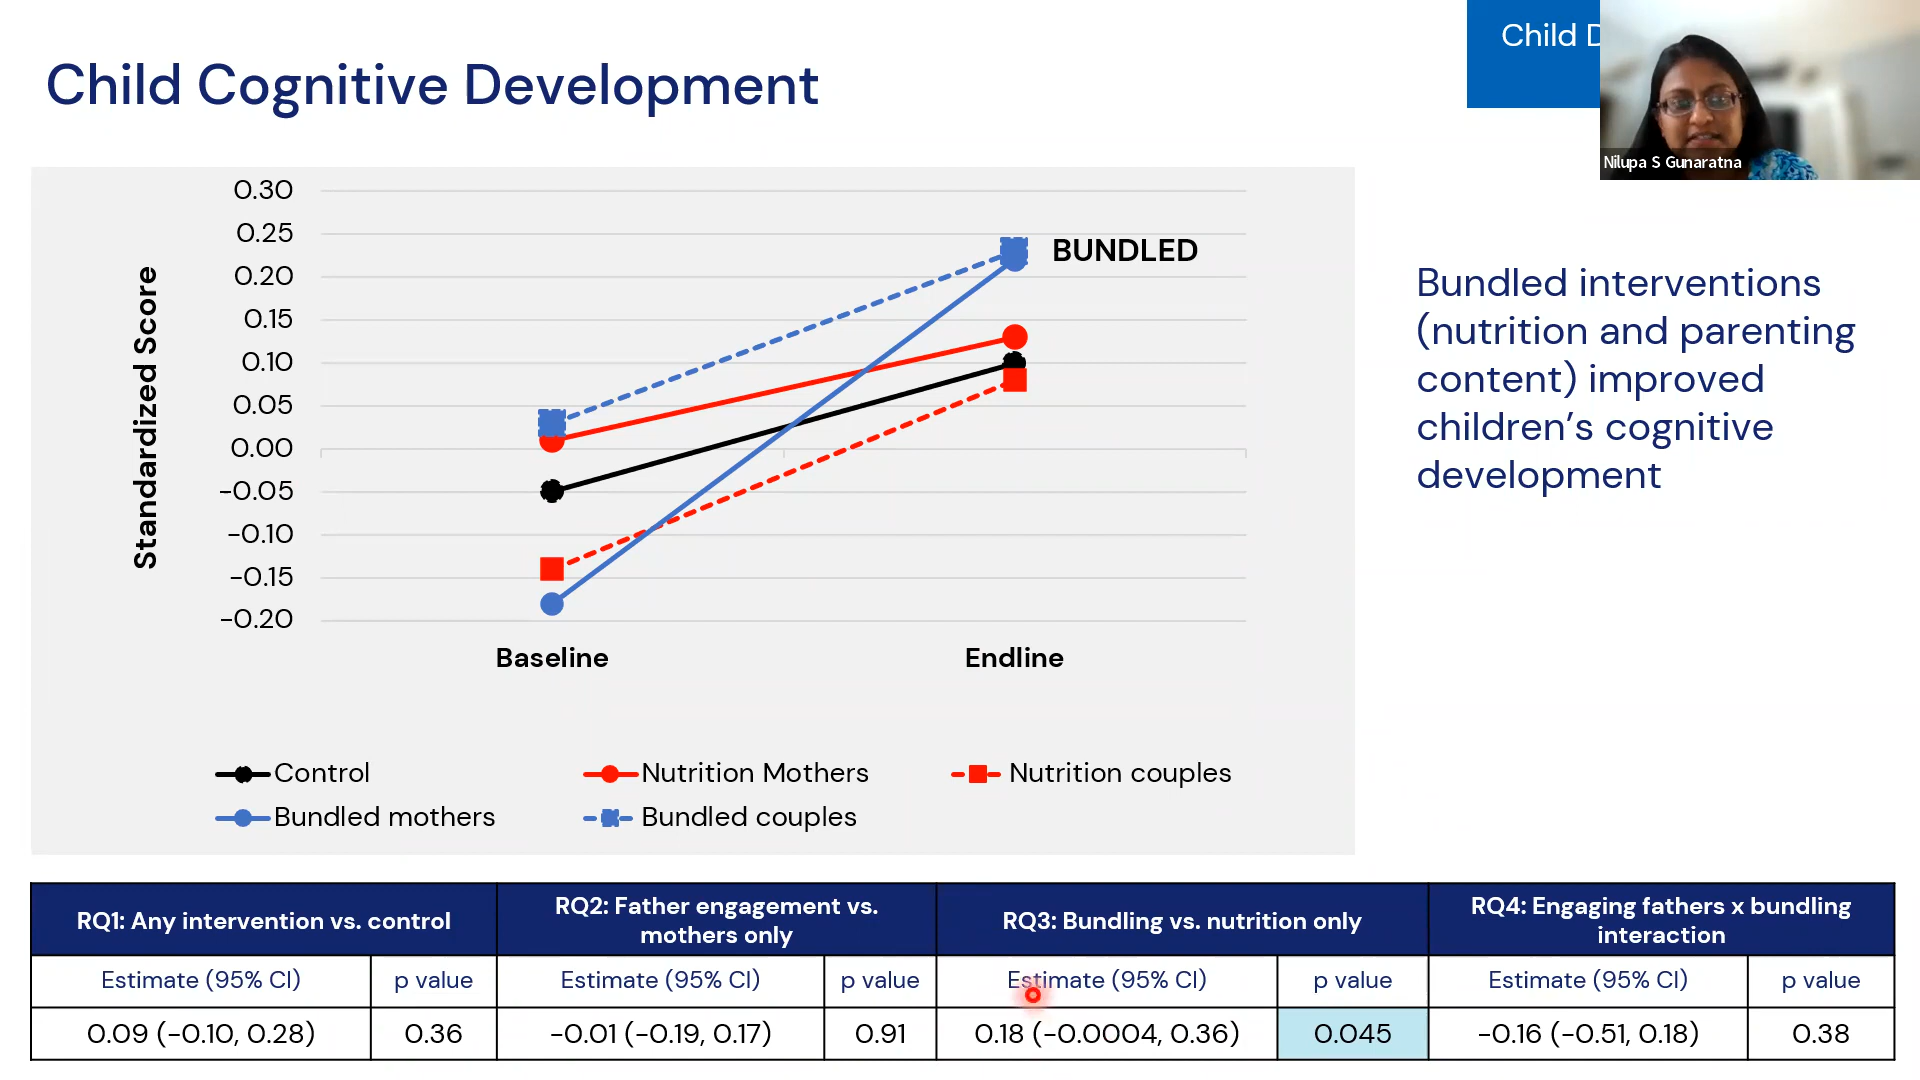 Child Cognitive Development
Child
Nilupa S Gunaratna
0.30
0.25
0.20
0.15
0.10
0.05
0.00
-0.05
-0.10
-0.15
-0.20
Standardized Score
BUNDLED
Baseline
Endline
Control
Nutrition Mothers
Nutrition couples
Bundled mothers
Bundled couples
Bundled interventions
(nutrition and parenting
content) improved
children’s cognitive
development
RQ1: Any intervention vs. control
RQ2: Father engagement vs.
mothers only
RQ3: Bundling vs. nutrition only
RQ4: Engaging fathers x bundling
interaction
Estimate (95% CI) p value Estimate (95% CI) p value Estimate (95% CI) p value Estimate (95% CI) p value
0.09 (-0.10, 0.28) 0.36 -0.01 (-0.19, 0.17) 0.91 0.18 (-0.0004, 0.36) 0.045 -0.16 (-0.51, 0.18) 0.38